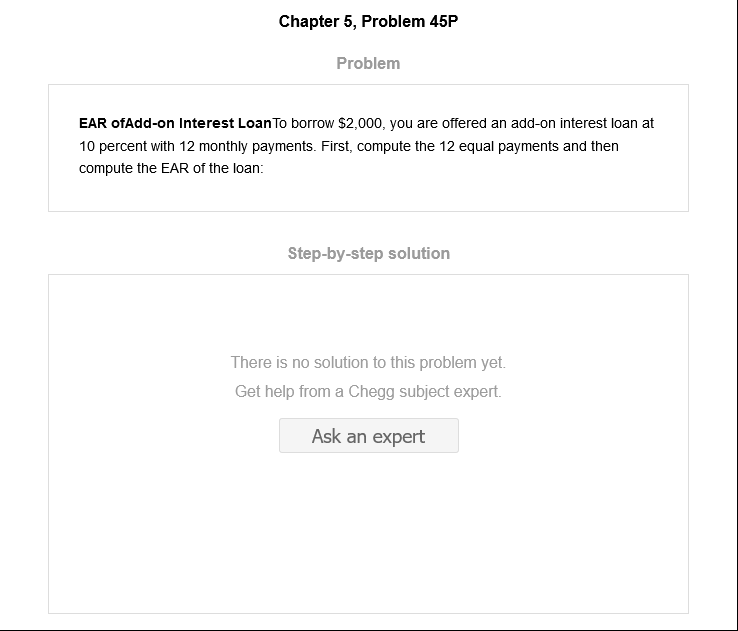 Chapter 5, Problem 45P
Problem
EAR ofAdd-on Interest LoanTo borrow $2,000, you are offered an add-on interest loan at
10 percent with 12 monthly payments. First, compute the 12 equal payments and then
compute the EAR of the loan:
Step-by-step solution
There is no solution to this problem yet.
Get help from a Chegg subject expert.
Ask an expert